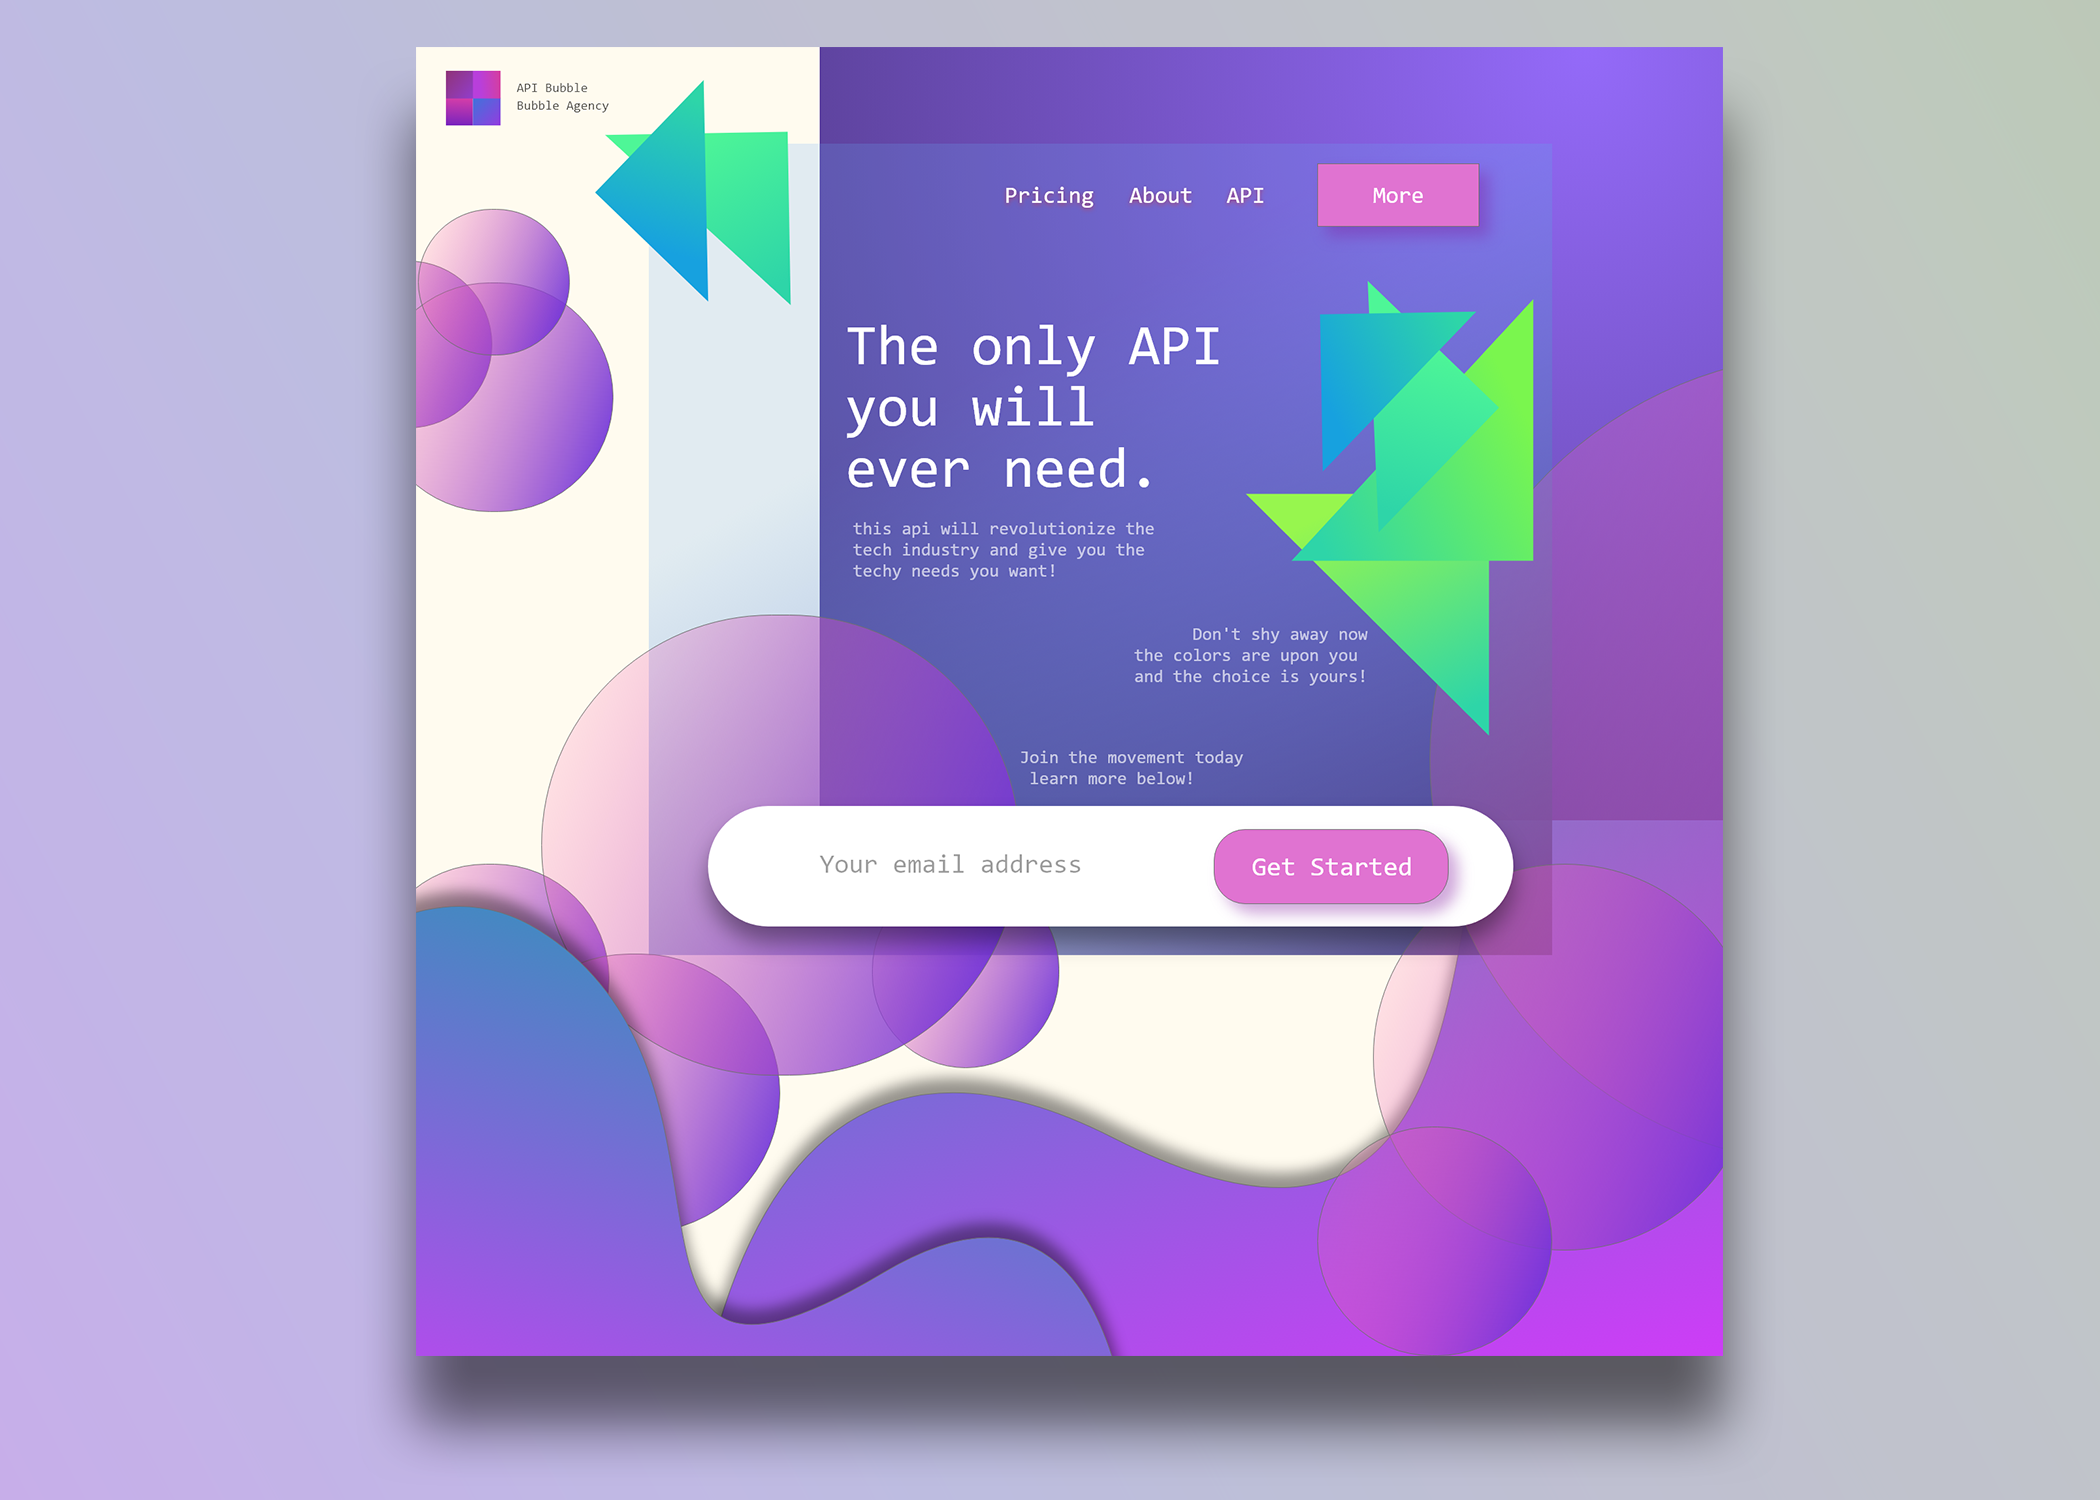 API Bubble
Bubble Agency
Pricing About API More
The only API
you will
ever need.
this api will revolutionize the
tech industry and give you the
techy needs you want!
Don't shy away now
the colors are upon you
and the choice is yours!
Join the movement today
learn more below!
Your email address Get Started